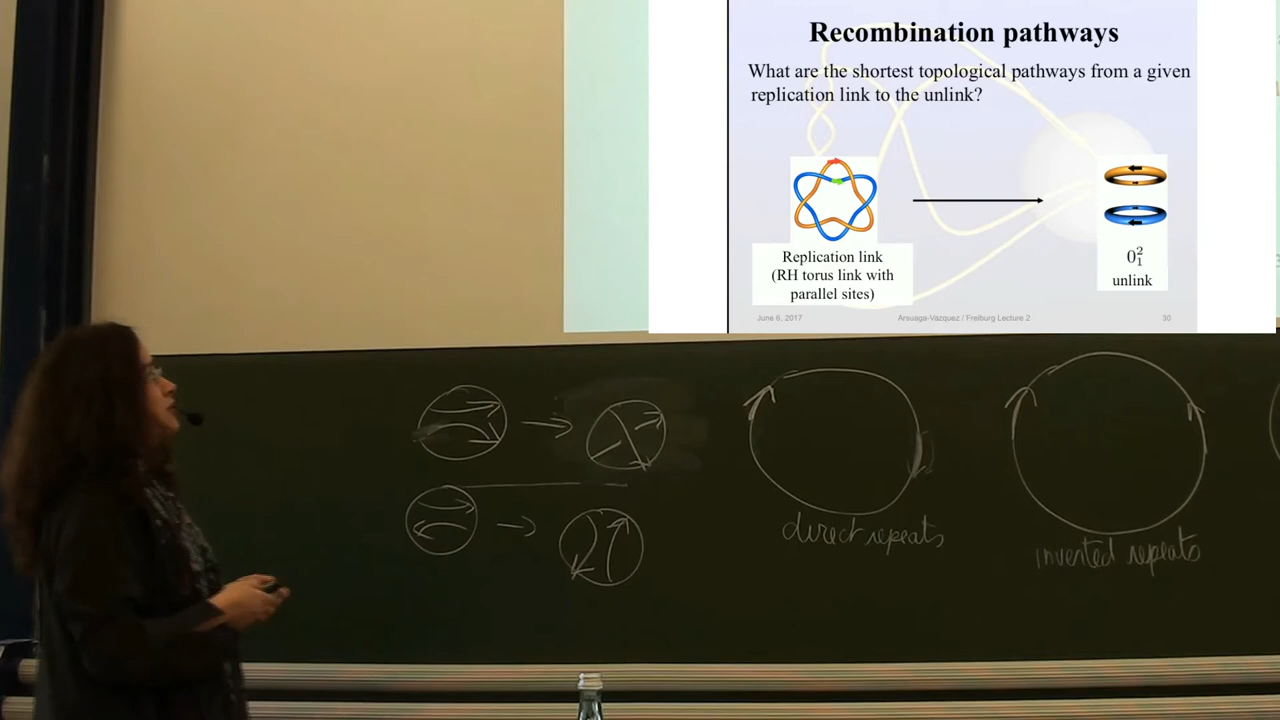 Recombination pathways
What are the shortest topological pathways from a given
replication link to the unlink?
Replication link
(RH torus link with
parallel sites)
0₁²
unlink
June 6, 2017
Arsuaga-Vazquez / Freiburg Lecture 2
30
direct repeats
inverted repeats